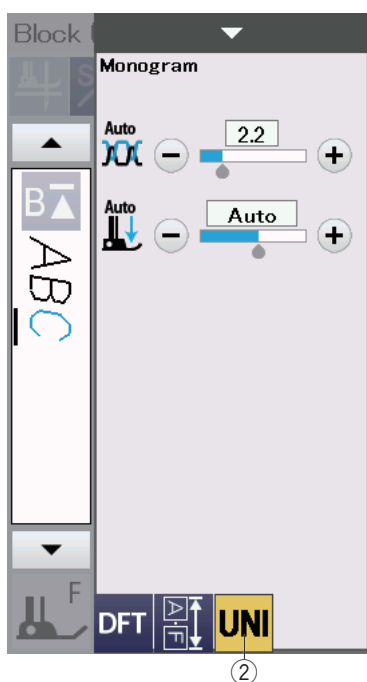 Block
Monogram
Auto
2.2
Auto
Auto
B
ABC
F
DFT
A-F
UNI
2